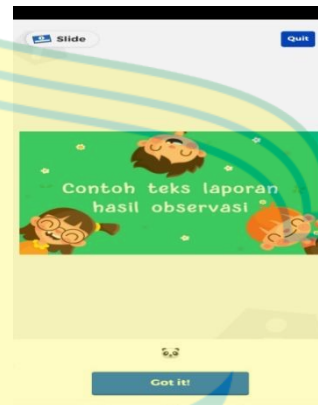 Slide
Quit
Contoh teks laporan
hasil observasi
Got it!